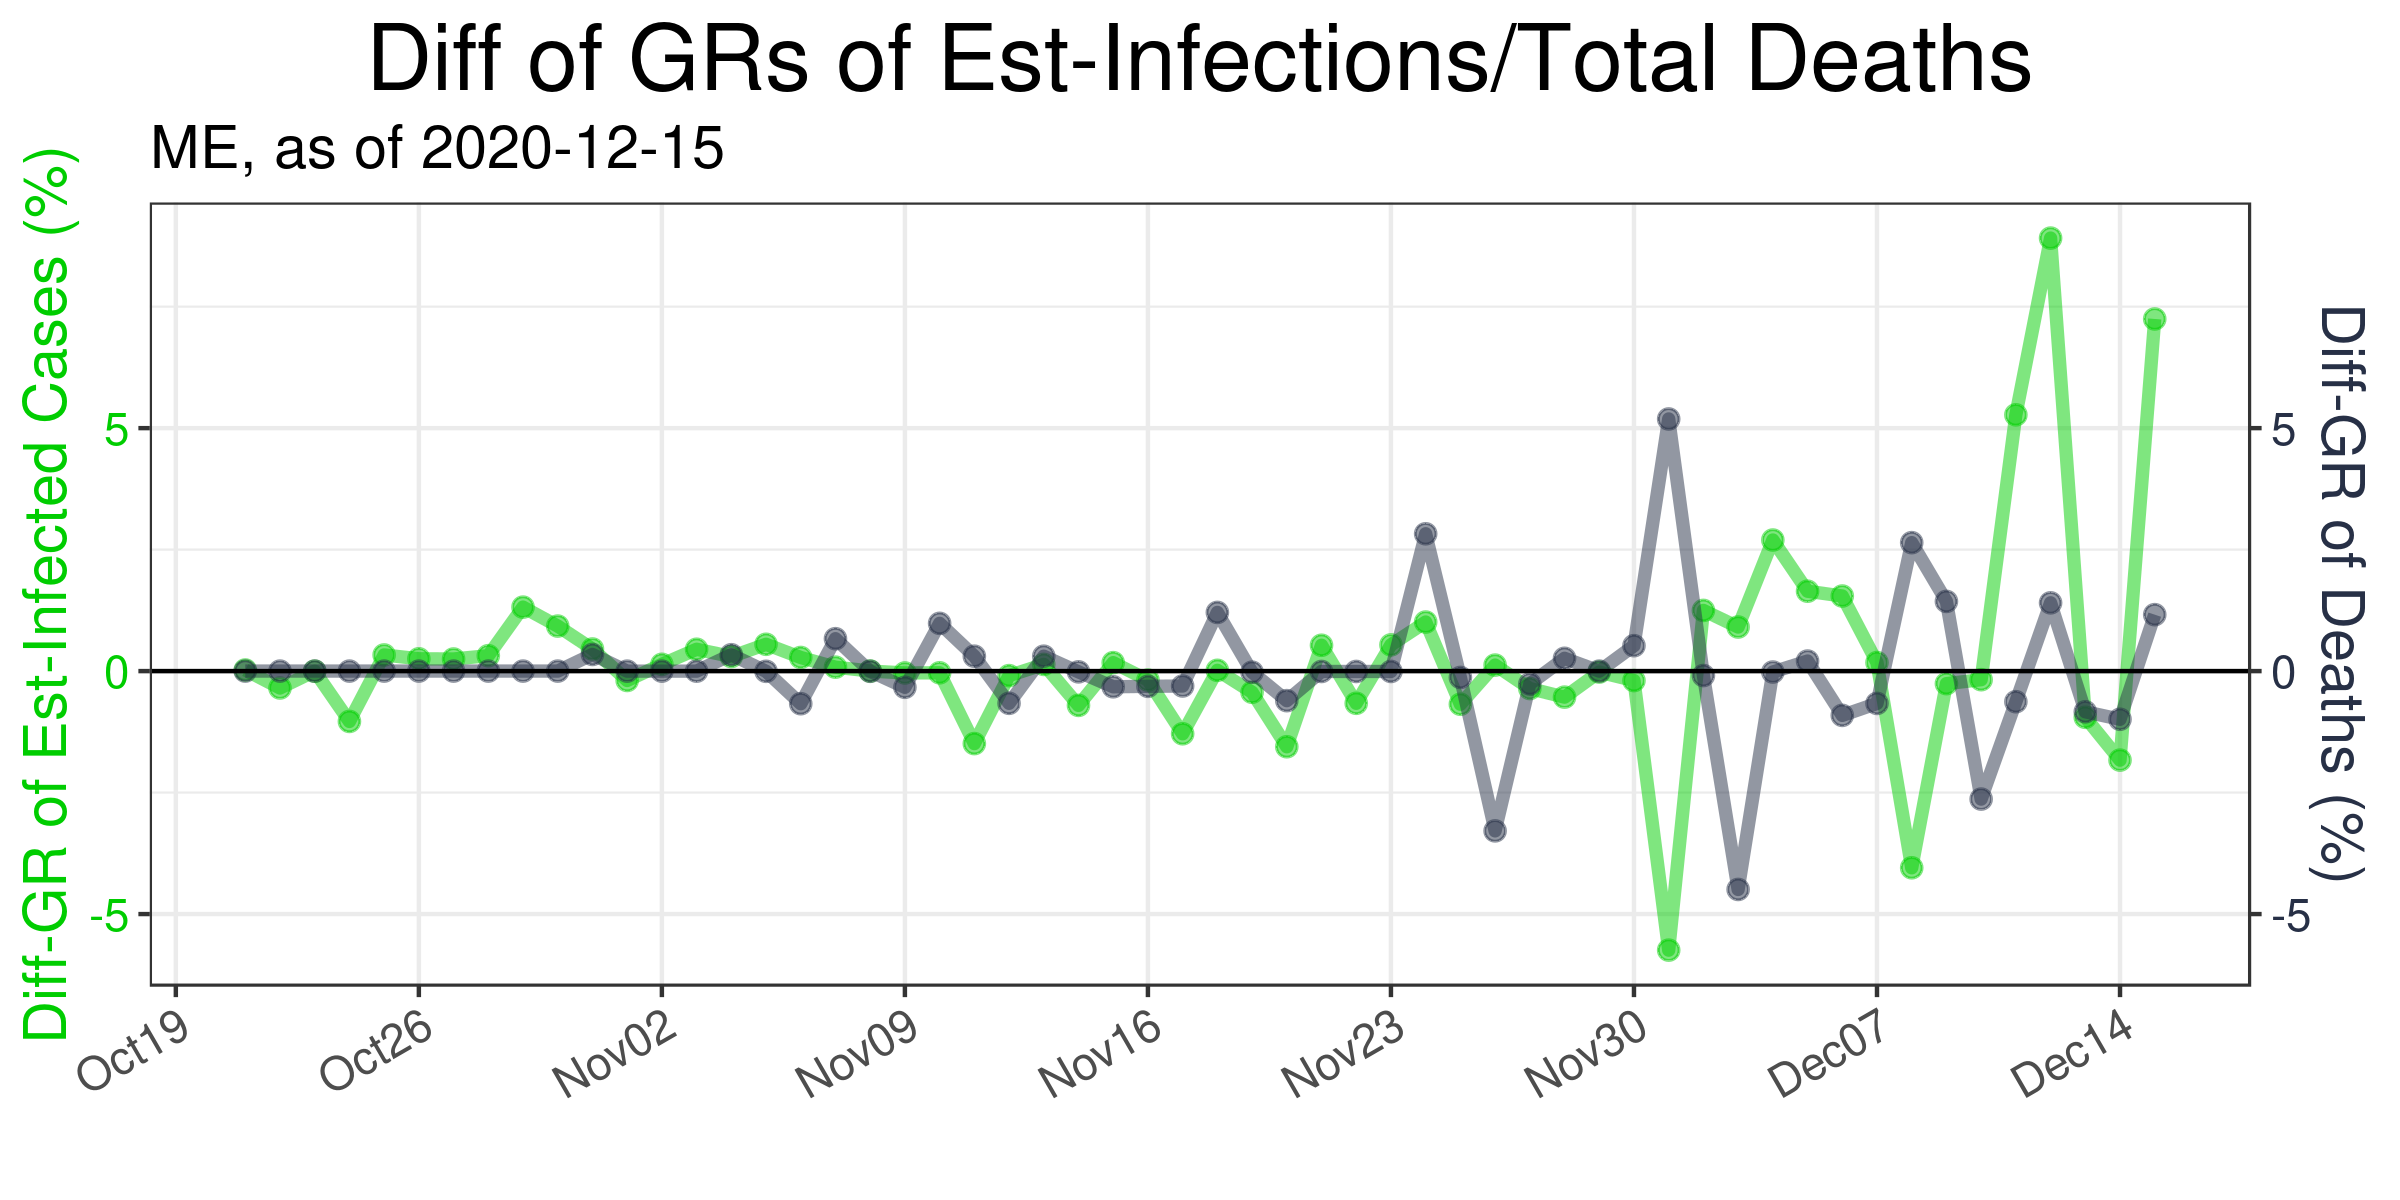 Diff of GRs of Est-Infections/Total Deaths
ME, as of 2020-12-15
Diff-GR of Est-Infected Cases (%)
5
0
-5
5
0
-5
Diff-GR of Deaths (%)
Oct19
Oct26
Nov02
Nov09
Nov16
Nov23
Nov30
Dec07
Dec14